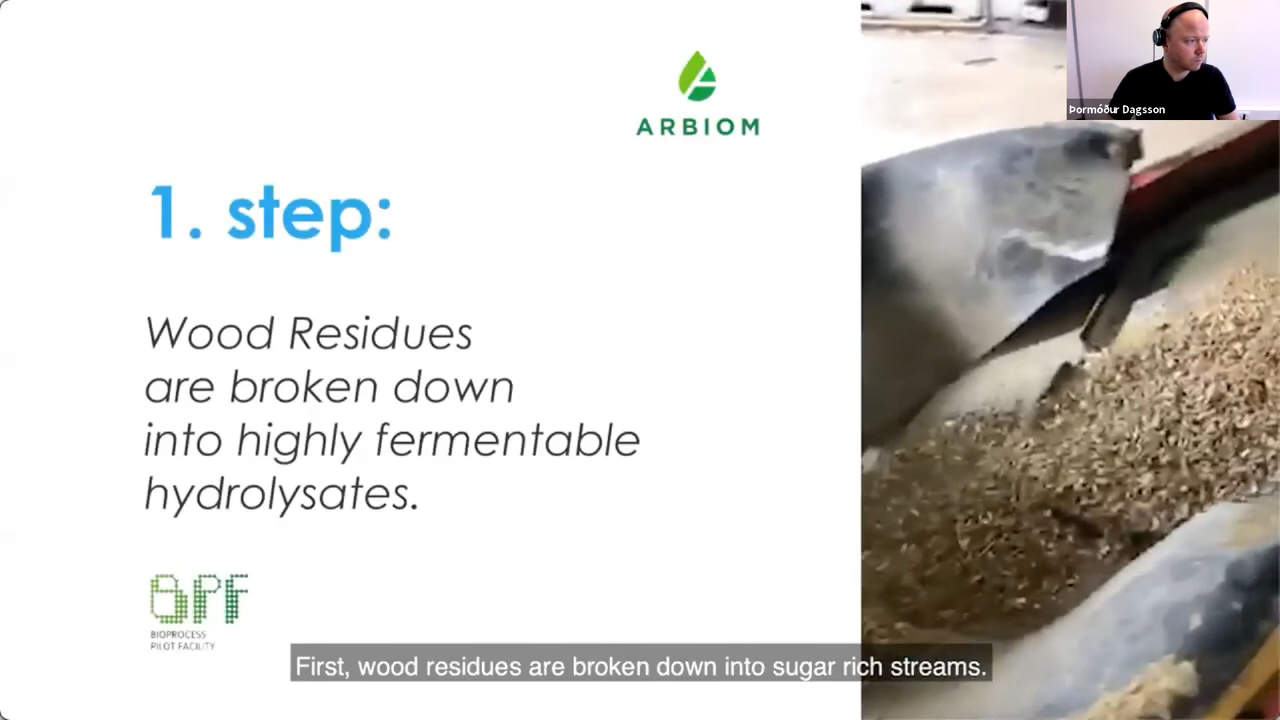 ARBIOM
Þormóður Dagsson
1. step:
Wood Residues
are broken down
into highly fermentable
hydrolysates.
BPF
BIOPROCESS
PILOT FACILITY
First, wood residues are broken down into sugar rich streams.